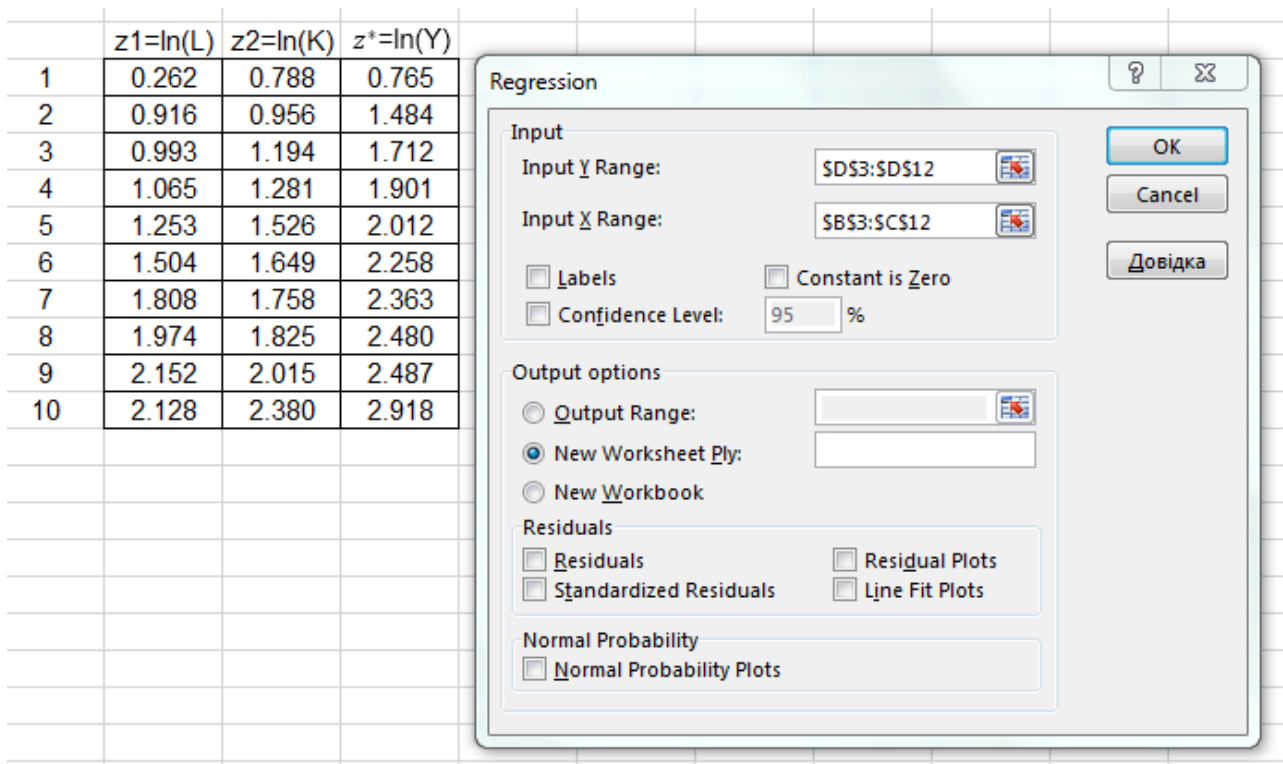 z1=ln(L) z2=ln(K) z*=ln(Y)
1 0.262 0.788 0.765
2 0.916 0.956 1.484
3 0.993 1.194 1.712
4 1.065 1.281 1.901
5 1.253 1.526 2.012
6 1.504 1.649 2.258
7 1.808 1.758 2.363
8 1.974 1.825 2.480
9 2.152 2.015 2.487
10 2.128 2.380 2.918
Regression
?
Input
Input Y Range: $D$3:$D$12
Input X Range: $B$3:$C$12
Labels Constant is Zero
Confidence Level: 95 %
OK
Cancel
Довідка
Output options
Output Range:
New Worksheet Ply:
New Workbook
Residuals
Residuals Residual Plots
Standardized Residuals Line Fit Plots
Normal Probability
Normal Probability Plots